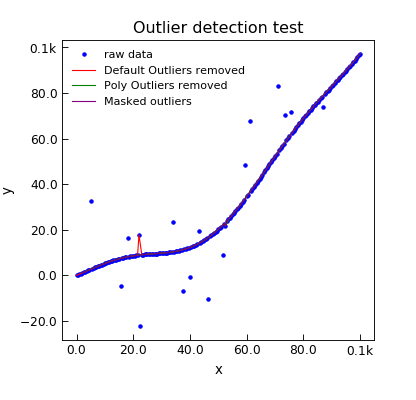 Outlier detection test
0.1k
raw data
Default Outliers removed
Poly Outliers removed
Masked outliers
80.0
60.0
y
40.0
20.0
0.0
−20.0
0.0 20.0 40.0 60.0 80.0 0.1k
x